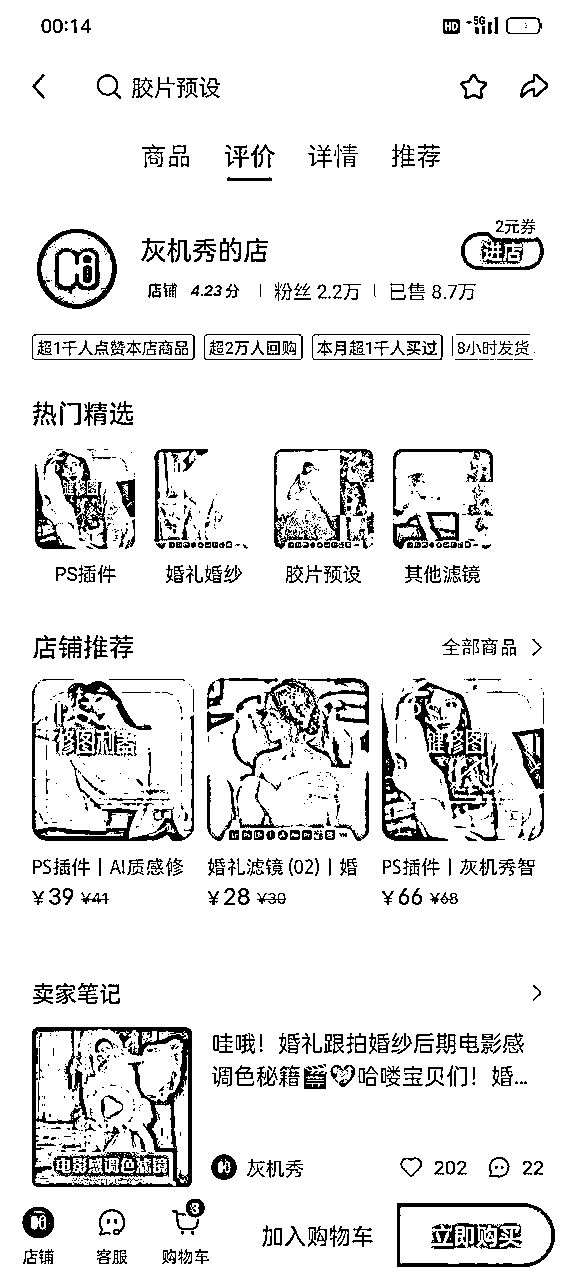 00:14
HD 5G
胶片预设
商品 评价 详情 推荐
2元券
灰机秀的店
进店
店铺 4.23分 | 粉丝 2.2万 | 已售 8.7万
超1千人点赞本店商品 超2万人回购 本月超1千人买过 8小时发货
热门精选
PS插件 婚礼婚纱 胶片预设 其他滤镜
店铺推荐
全部商品
修图利器
修图
PS插件 | AI质感修 婚礼滤镜 (02) | 婚 PS插件 | 灰机秀智
¥39 ¥41 ¥28 ¥30 ¥66 ¥68
卖家笔记
哇哦！婚礼跟拍婚纱后期电影感
调色秘籍🎬💖哈喽宝贝们！婚...
电影感调色滤镜
灰机秀 202 22
3
店铺 客服 购物车 加入购物车 立即购买